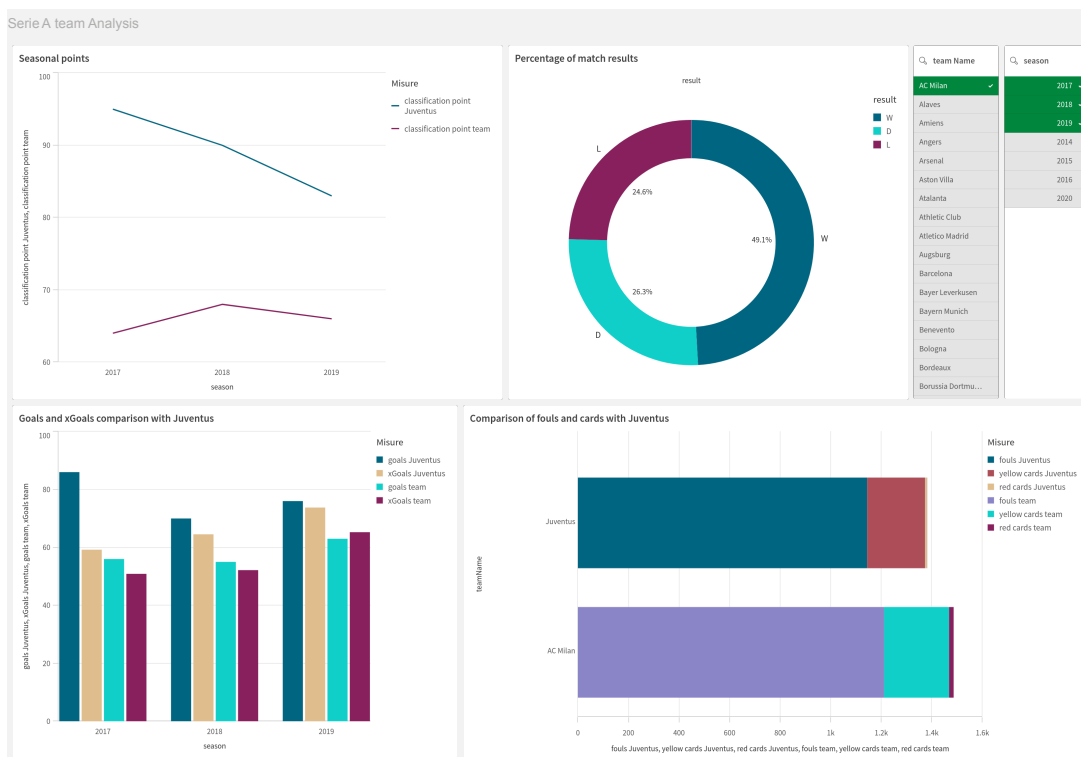 Serie A team Analysis
Seasonal points
100
90
80
70
60
classification point Juventus, classification point team
2017
2018
2019
season
Misure
classification point
Juventus
classification point team
Percentage of match results
result
L
24.6%
49.1%
W
26.3%
D
result
W
D
L
team Name
AC Milan
Alaves
Amiens
Angers
Arsenal
Aston Villa
Atalanta
Athletic Club
Atletico Madrid
Augsburg
Barcelona
Bayer Leverkusen
Bayern Munich
Benevento
Bologna
Bordeaux
Borussia Dortmu...
season
2017
2018
2019
2014
2015
2016
2020
Goals and xGoals comparison with Juventus
100
80
60
40
20
0
goals Juventus, xGoals Juventus, goals team, xGoals team
2017
2018
2019
season
Misure
goals Juventus
xGoals Juventus
goals team
xGoals team
Comparison of fouls and cards with Juventus
teamName
Juventus
AC Milan
0
200
400
600
800
1k
1.2k
1.4k
1.6k
fouls Juventus, yellow cards Juventus, red cards Juventus, fouls team, yellow cards team, red cards team
Misure
fouls Juventus
yellow cards Juventus
red cards Juventus
fouls team
yellow cards team
red cards team